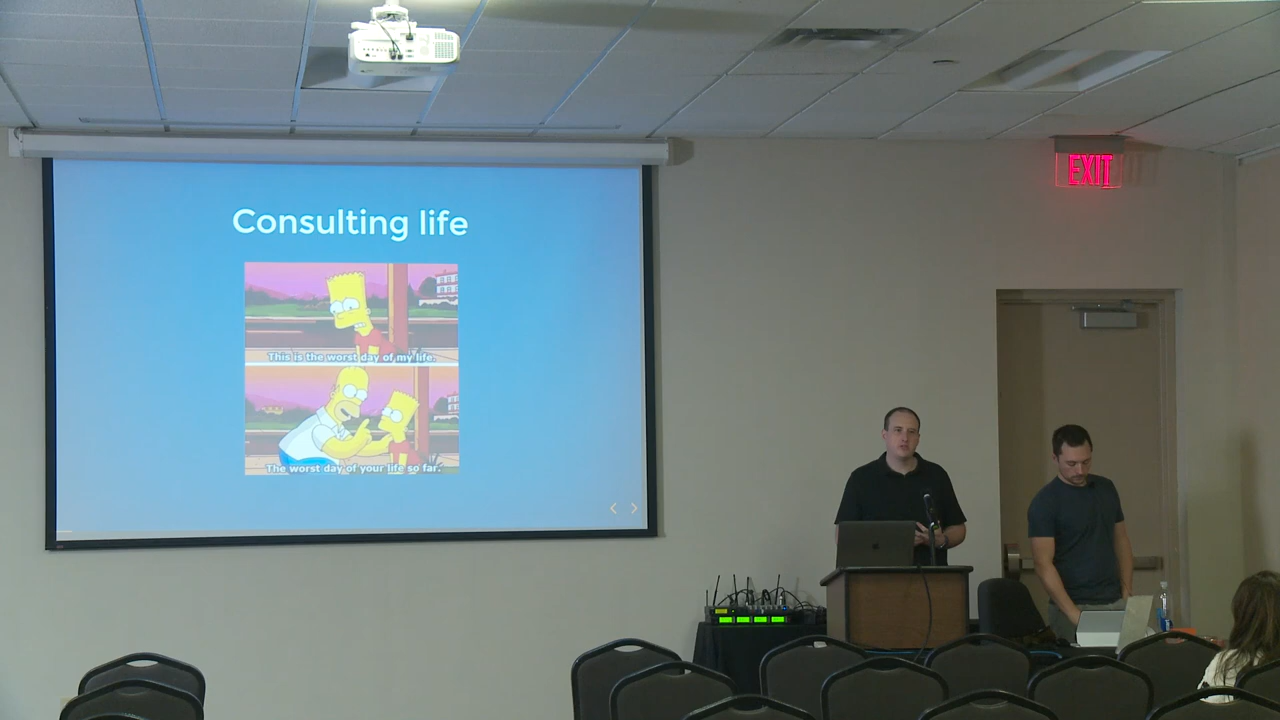 Consulting life
This is the worst day of my life.
The worst day of your life so far.
EXIT